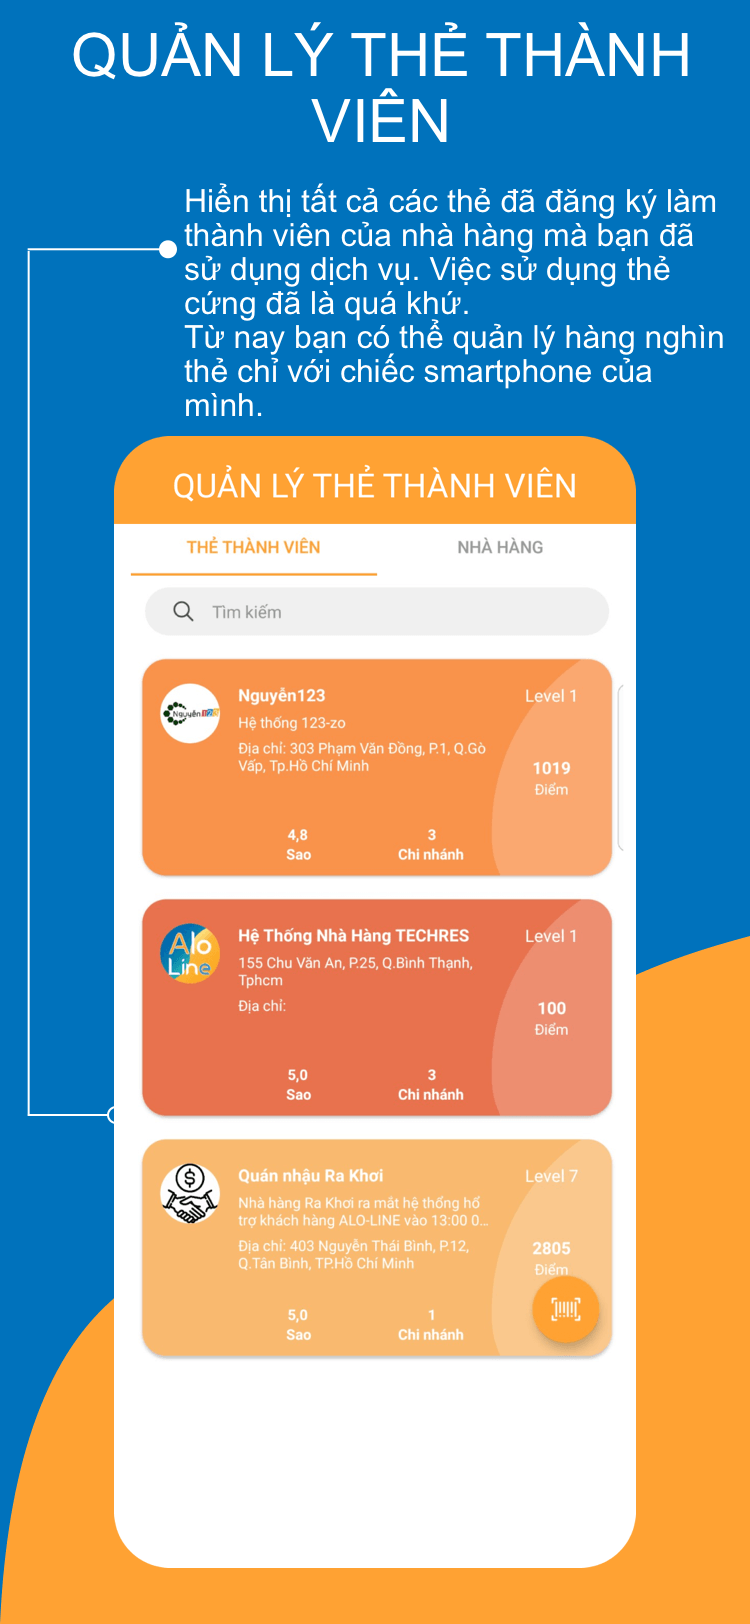 QUẢN LÝ THẺ THÀNH
VIÊN
Hiển thị tất cả các thẻ đã đăng ký làm
thành viên của nhà hàng mà bạn đã
sử dụng dịch vụ. Việc sử dụng thẻ
cứng đã là quá khứ.
Từ nay bạn có thể quản lý hàng nghìn
thẻ chỉ với chiếc smartphone của
mình.
QUẢN LÝ THẺ THÀNH VIÊN
THẺ THÀNH VIÊN NHÀ HÀNG
Tìm kiếm
Nguyễn123
Nguyễn123 Level 1
Hệ thống 123-zo
Địa chỉ: 303 Phạm Văn Đồng, P.1, Q.Gò
Vấp, Tp.Hồ Chí Minh
1019
Điểm
4,8 3
Sao Chi nhánh
Alo
Line
Hệ Thống Nhà Hàng TECHRES Level 1
155 Chu Văn An, P.25, Q.Bình Thạnh,
Tphcm
Địa chỉ:
100
Điểm
5,0 3
Sao Chi nhánh
$
Quán nhậu Ra Khơi Level 7
Nhà hàng Ra Khơi ra mắt hệ thống hổ
trợ khách hàng ALO-LINE vào 13:00 0...
Địa chỉ: 403 Nguyễn Thái Bình, P.12,
Q.Tân Bình, TP.Hồ Chí Minh
2805
Điểm
5,0 1
Sao Chi nhánh